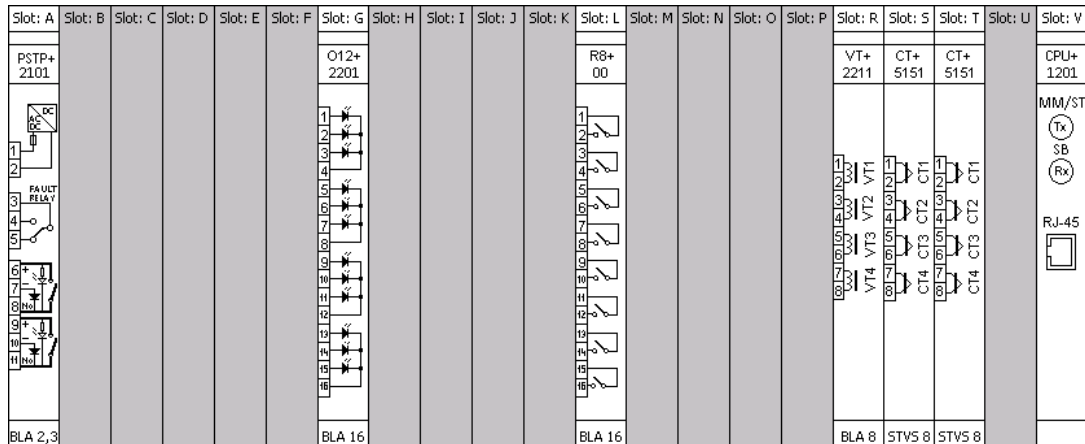 Slot: A Slot: B Slot: C Slot: D Slot: E Slot: F Slot: G Slot: H Slot: I Slot: J Slot: K Slot: L Slot: M Slot: N Slot: O Slot: P Slot: R Slot: S Slot: T Slot: U Slot: V
PSTP+ O12+ R8+ VT+ CT+ CT+ CPU+
2101 2201 00 2211 5151 5151 1201
AC DC
DC
1
2
FAULT
RELAY
3
4
5
6 +
7 -
8 No
9 +
10 -
11 No
1
2
3
4
5
6
7
8
9
10
11
12
13
14
15
16
1
2
3
4
5
6
7
8
9
10
11
12
13
14
15
16
1
2 VT1
3
4 VT2
5
6 VT3
7
8 VT4
1
2 CT1
3
4 CT2
5
6 CT3
7
8 CT4
1
2 CT1
3
4 CT2
5
6 CT3
7
8 CT4
MM/ST
Tx
SB
Rx
RJ-45
BLA 2,3 BLA 16 BLA 16 BLA 8 STVS 8 STVS 8